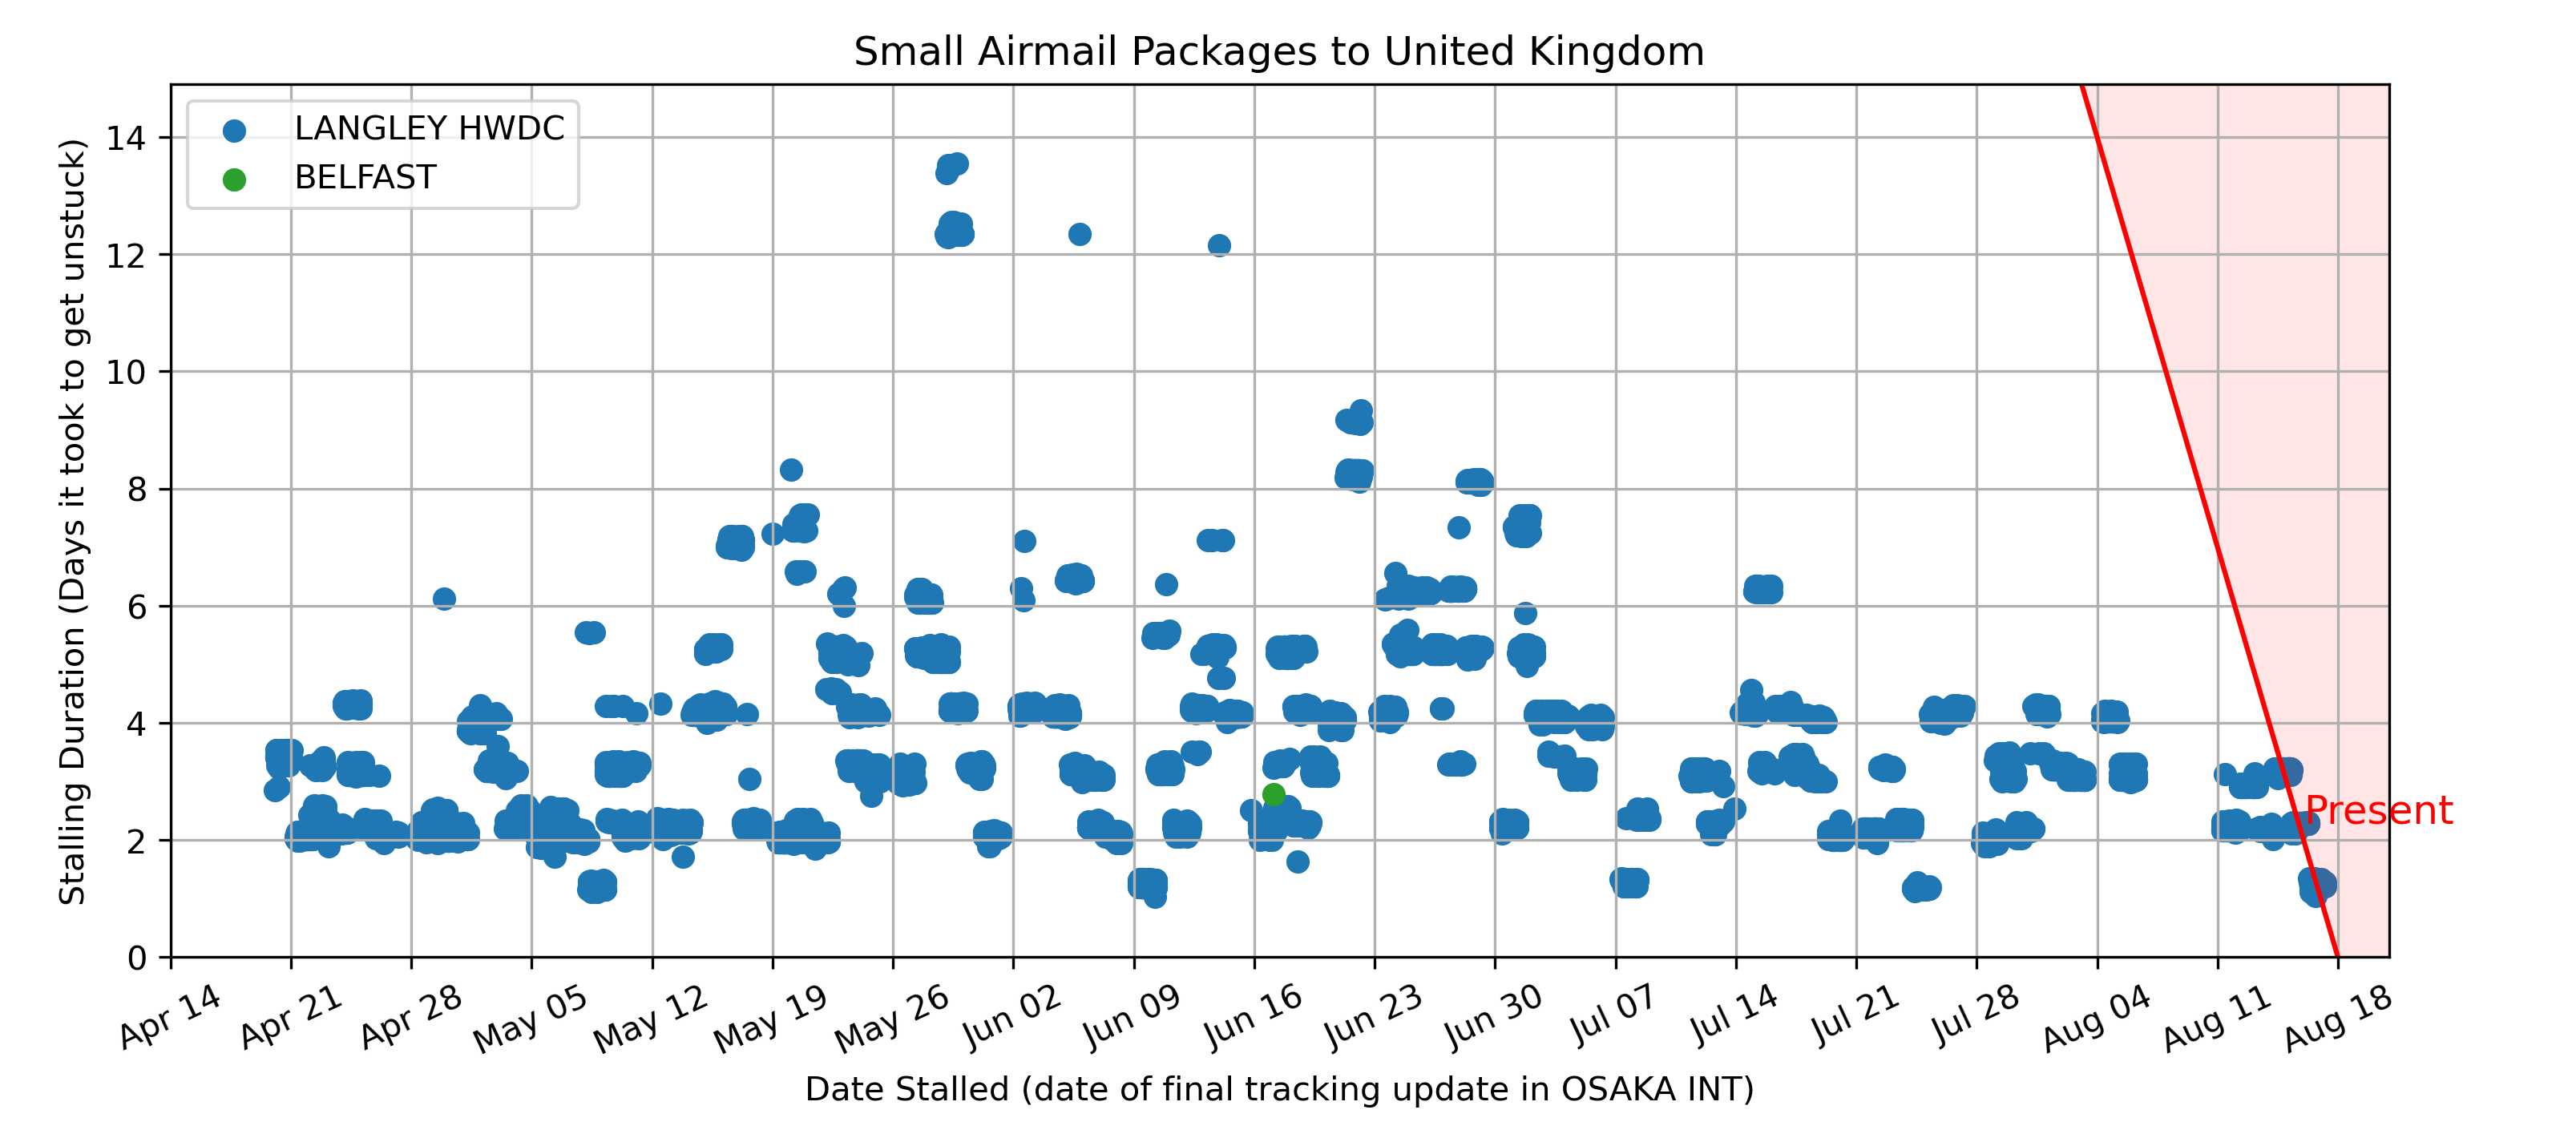 Small Airmail Packages to United Kingdom
LANGLEY HWDC
BELFAST
Stalling Duration (Days it took to get unstuck)
14
12
10
8
6
4
2
0
Present
Apr 14
Apr 21
Apr 28
May 05
May 12
May 19
May 26
Jun 02
Jun 09
Jun 16
Jun 23
Jun 30
Jul 07
Jul 14
Jul 21
Jul 28
Aug 04
Aug 11
Aug 18
Date Stalled (date of final tracking update in OSAKA INT)